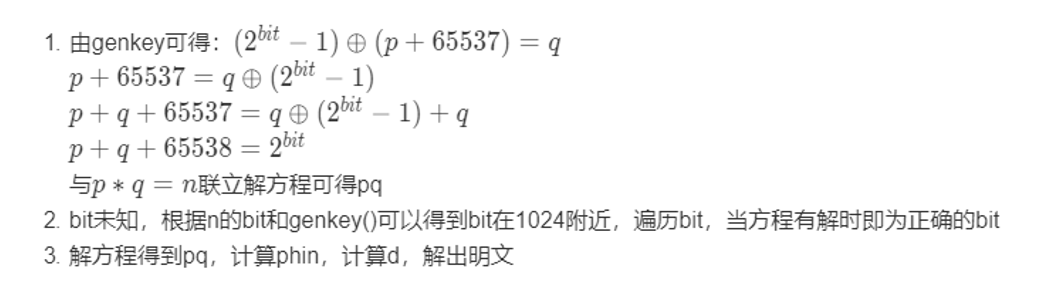 1. 由genkey可得：(2^{bit} − 1) ⊕ (p + 65537) = q
p + 65537 = q ⊕ (2^{bit} − 1)
p + q + 65537 = q ⊕ (2^{bit} − 1) + q
p + q + 65538 = 2^{bit}
与p ∗ q = n联立解方程可得pq
2. bit未知，根据n的bit和genkey()可以得到bit在1024附近，遍历bit，当方程有解时即为正确的bit
3. 解方程得到pq，计算phin，计算d，解出明文